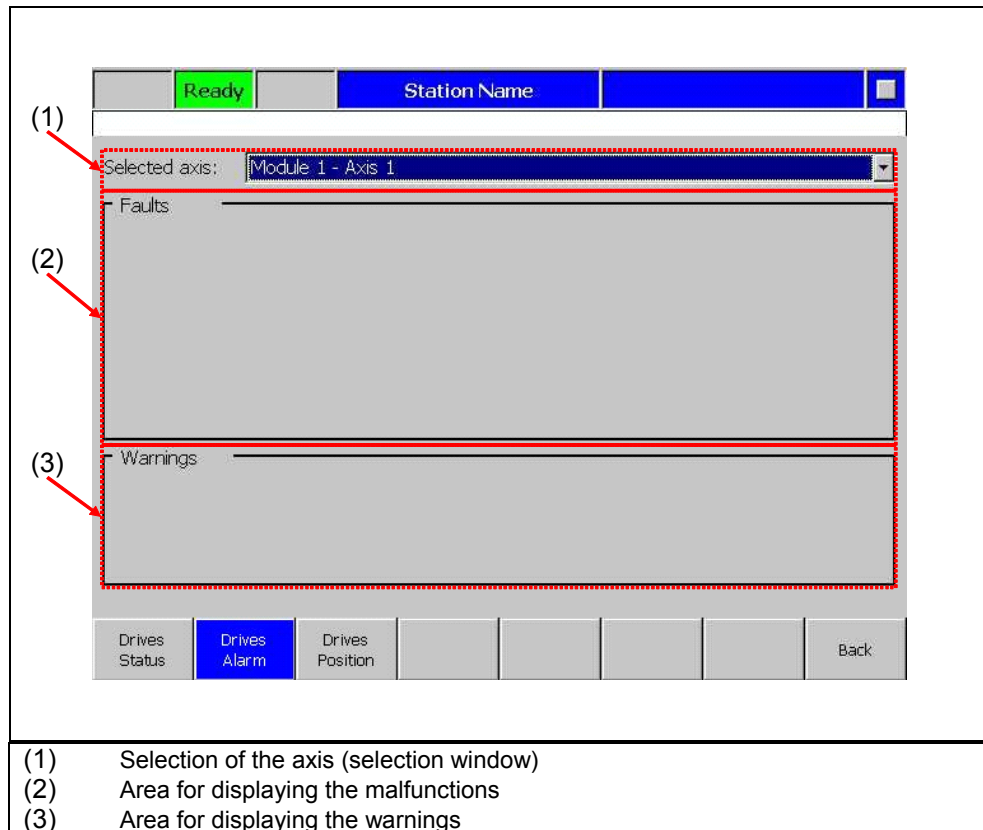 Ready Station Name
(1)
Selected axis: Module 1 - Axis 1
Faults
(2)
Warnings
(3)
Drives Status Drives Alarm Drives Position Back
(1) Selection of the axis (selection window)
(2) Area for displaying the malfunctions
(3) Area for displaying the warnings